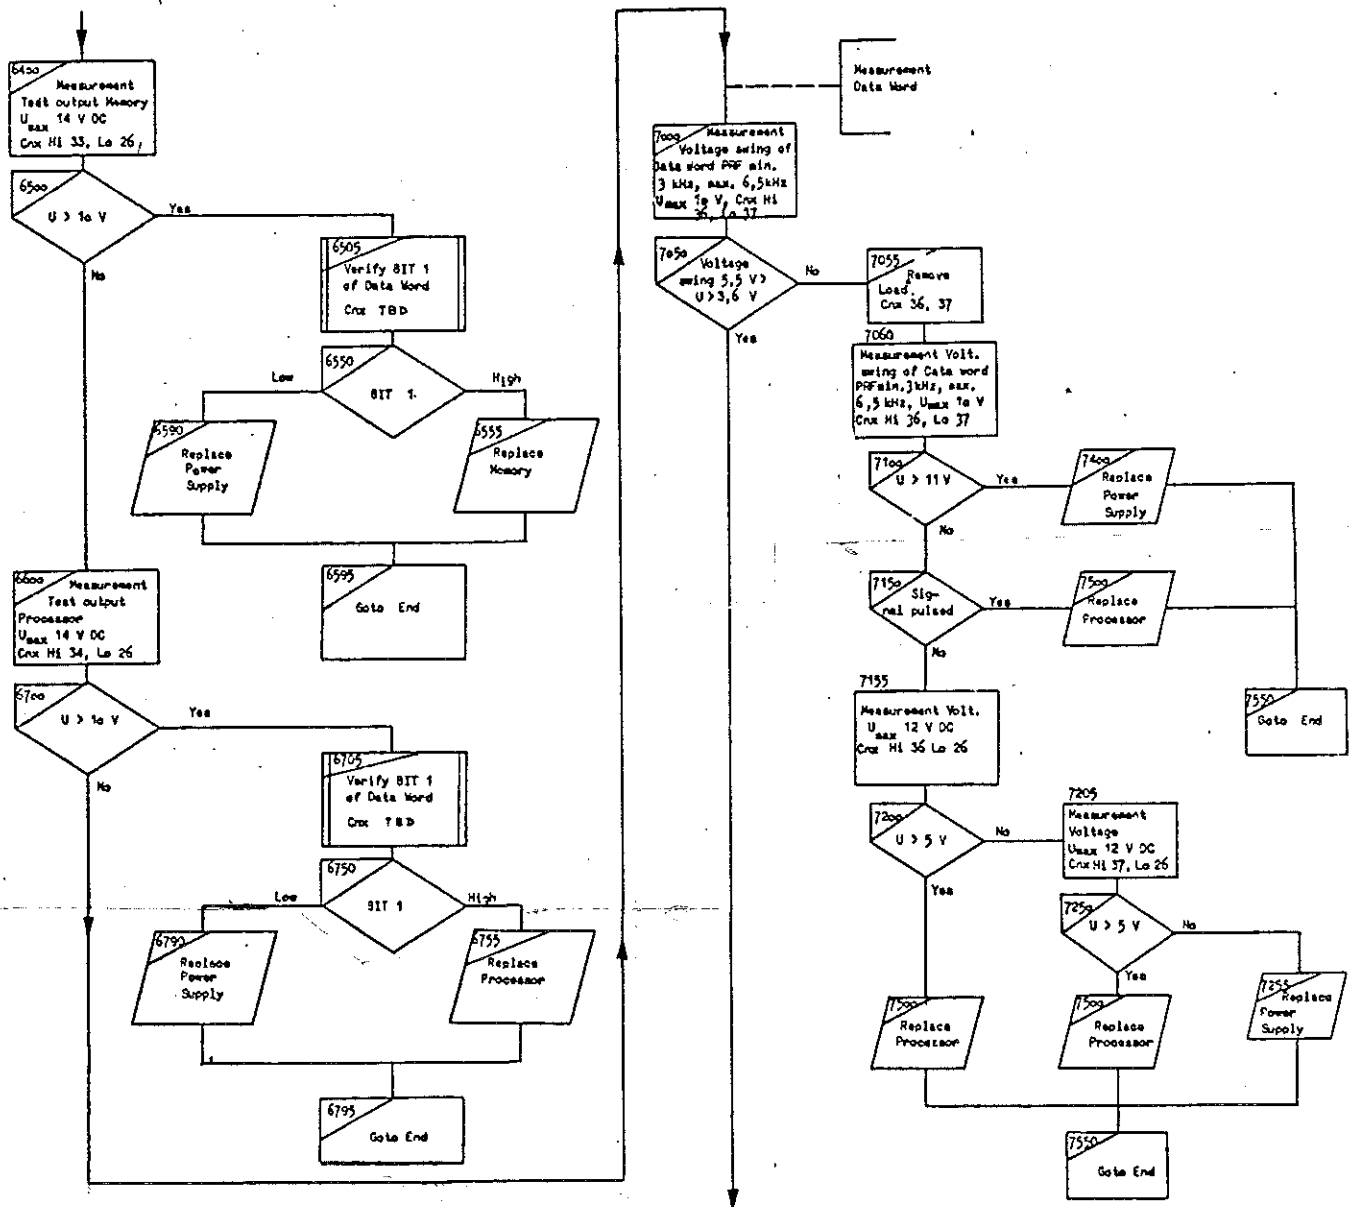 6400
Measurement
Test output Memory
U max 14 V DC
Cnx Hi 33, Lo 26,
6500
U > 10 V
Yes
No
6505
Verify BIT 1
of Data Word
Cnx TBD
6550
BIT 1.
Low
High
6590
Replace
Power
Supply
6555
Replace
Memory
6595
Goto End
6600
Measurement
Test output
Processor
U max 14 V DC
Cnx Hi 34, Lo 26
6700
U > 10 V
Yes
No
6705
Verify BIT 1
of Data Word
Cnx TBD
6750
BIT 1
Low
High
6790
Replace
Power
Supply
6755
Replace
Processor
6795
Goto End
Measurement
Data Word
7000
Measurement
Voltage swing of
Data word PRF min.
3 kHz, max. 6,5kHz
U max 10 V, Cnx Hi
36, Lo 37
7050
Voltage
swing 5,5 V >
U > 3,6 V
No
Yes
7055
Remove
Load.
Cnx 36, 37
7060
Measurement Volt.
swing of Data word
PRF min. 3 kHz, max.
6,5 kHz, U max 10 V
Cnx Hi 36, Lo 37
7100
U > 11 V
Yes
No
7400
Replace
Power
Supply
7150
Sig-
nal pulsed
Yes
No
7500
Replace
Processor
7550
Goto End
7155
Measurement Volt.
U max 12 V DC
Cnx Hi 36 Lo 26
7200
U > 5 V
No
Yes
7205
Measurement
Voltage
U max 12 V DC
Cnx Hi 37, Lo 26
7250
U > 5 V
No
Yes
7255
Replace
Power
Supply
7500
Replace
Processor
7500
Replace
Processor
7550
Goto End